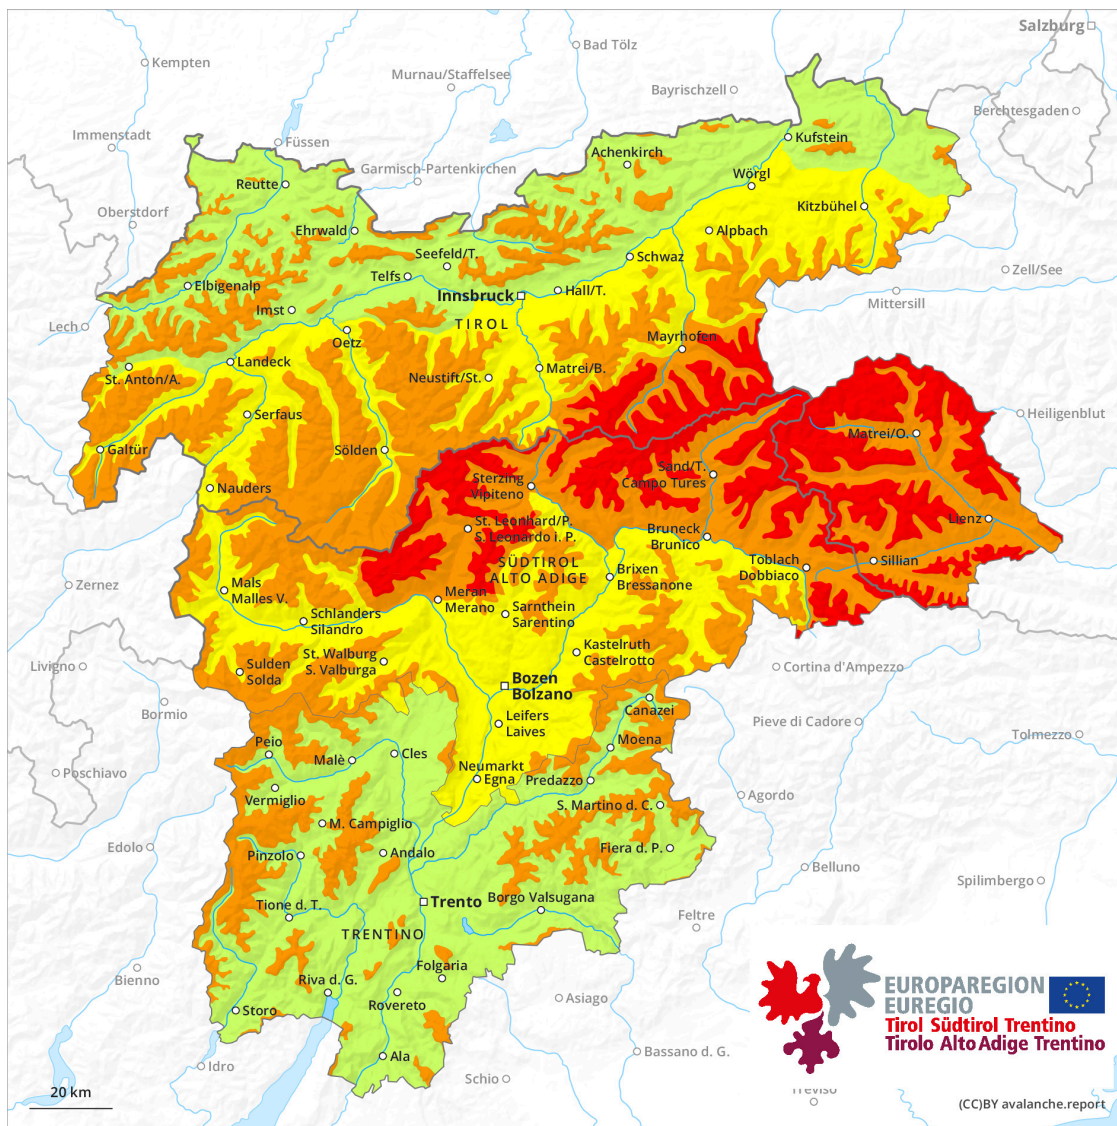 Salzburg
Bad Tölz
Kempten
Murnau/Staffelsee
Bayrischzell
Berchtesgaden
Immenstadt
Füssen
Kufstein
Achenkirch
Garmisch-Partenkirchen
Wörgl
Reutte
Kitzbühel
Oberstdorf
Ehrwald
Alpbach
Seefeld/T.
Schwaz
Zell/See
Telfs
Elbigenalp
Innsbruck
Hall/T.
Mittersill
Imst
TIROL
Lech
Oetz
Mayrhofen
Landeck
Matrei/B.
St. Anton/A.
Neustift/St.
Serfaus
Heiligenblut
Matrei/O.
Galtür
Sölden
Sand/T.
Campo Tures
Sterzing
Vipiteno
Nauders
St. Leonhard/P.
S. Leonardo i. P.
Lienz
Bruneck
Brunico
SÜDTIROL
ALTO ADIGE
Toblach
Dobbiaco
Sillian
Brixen
Bressanone
Zernez
Mals
Malles V.
Meran
Merano
Sarnthein
Sarentino
Schlanders
Silandro
Kastelruth
Castelrotto
St. Walburg
S. Valburga
Livigno
Sulden
Solda
Cortina d'Ampezzo
Bozen
Bolzano
Bormio
Canazei
Leifers
Laives
Pieve di Cadore
Tolmezzo
Peio
Moena
Cles
Malè
Neumarkt
Egna
Poschiavo
Predazzo
Vermiglio
Agordo
S. Martino d. C.
M. Campiglio
Edolo
Pinzolo
Andalo
Fiera d. P.
Belluno
Spilimbergo
Borgo Valsugana
Trento
Tione d. T.
Feltre
TRENTINO
Folgaria
Bienno
Riva d. G.
EUROPAREGION
EUREGIO
Tirol Südtirol Trentino
Tirolo Alto Adige Trentino
Asiago
Rovereto
Storo
Ala
Bassano d. G.
Idro
Schio
Treviso
20 km
(CC)BY avalanche.report